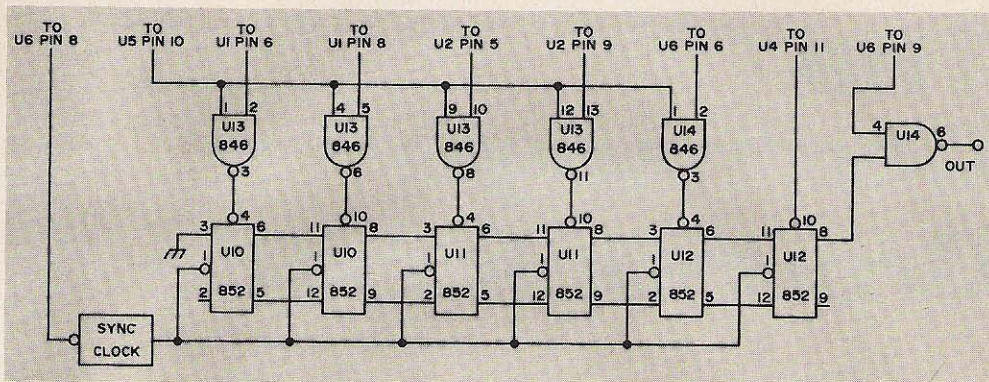 TO
U6 PIN 8
TO
U5 PIN 10
TO
U1 PIN 6
TO
U1 PIN 8
TO
U2 PIN 5
TO
U2 PIN 9
TO
U6 PIN 6
TO
U4 PIN 11
TO
U6 PIN 9
1 2
4 5
9 10
12 13
1 2
4
6
U13
846
U13
846
U13
846
U13
846
U14
846
U14
OUT
3
6
8
11
3
4
10
4
10
4
10
3 6
11 8
3 6
11 8
3 6
11 8
U10
U10
U11
U11
U12
U12
1
1
1
1
1
1
852
852
852
852
852
852
2 5
12 9
2 5
12 9
2 5
12 9
SYNC
CLOCK